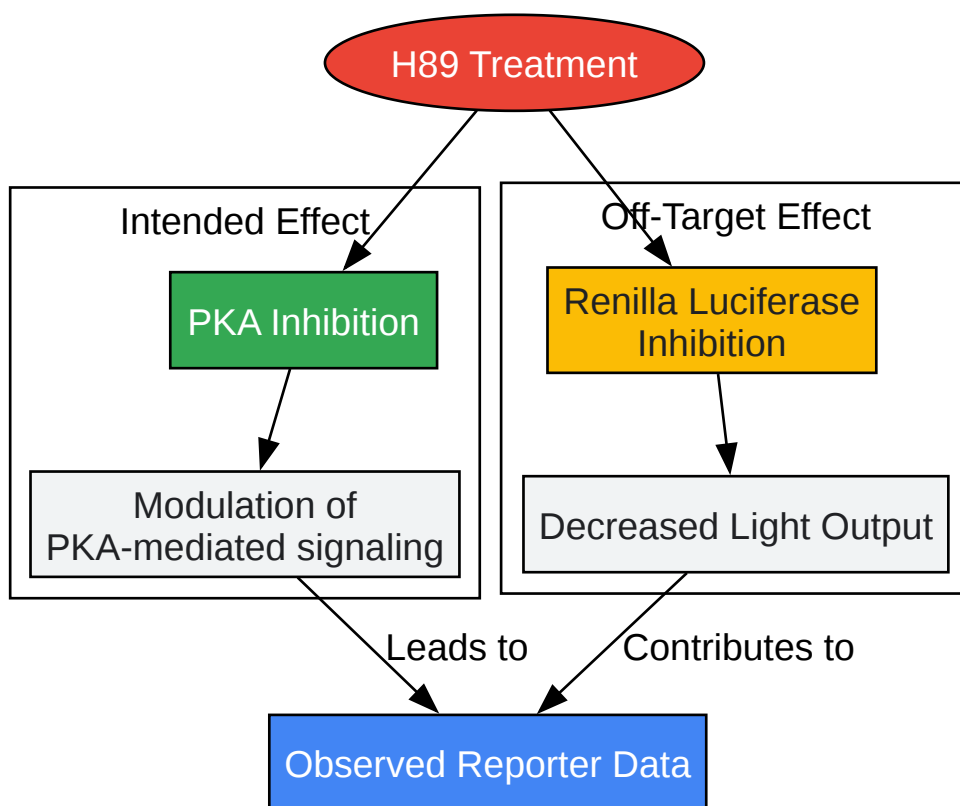 H89 Treatment
Intended Effect
Off-Target Effect
PKA Inhibition
Renilla Luciferase
Inhibition
Modulation of
PKA-mediated signaling
Decreased Light Output
Leads to
Contributes to
Observed Reporter Data